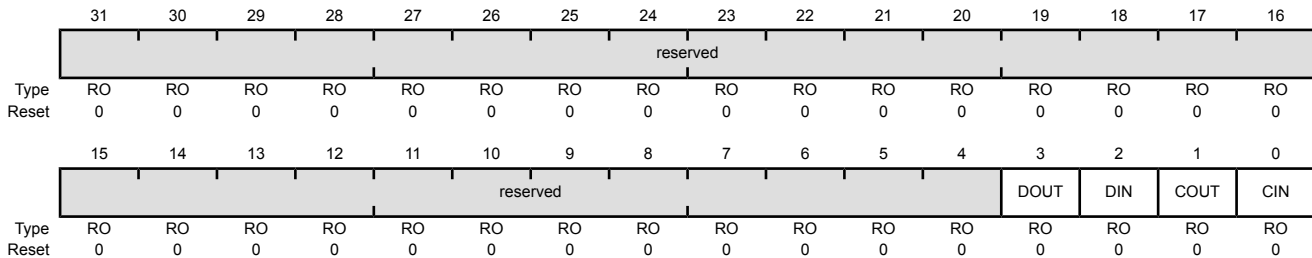 31 30 29 28 27 26 25 24 23 22 21 20 19 18 17 16
reserved
Type RO RO RO RO RO RO RO RO RO RO RO RO RO RO RO RO
Reset 0 0 0 0 0 0 0 0 0 0 0 0 0 0 0 0
15 14 13 12 11 10 9 8 7 6 5 4 3 2 1 0
reserved DOUT DIN COUT CIN
Type RO RO RO RO RO RO RO RO RO RO RO RO RO RO RO RO
Reset 0 0 0 0 0 0 0 0 0 0 0 0 0 0 0 0